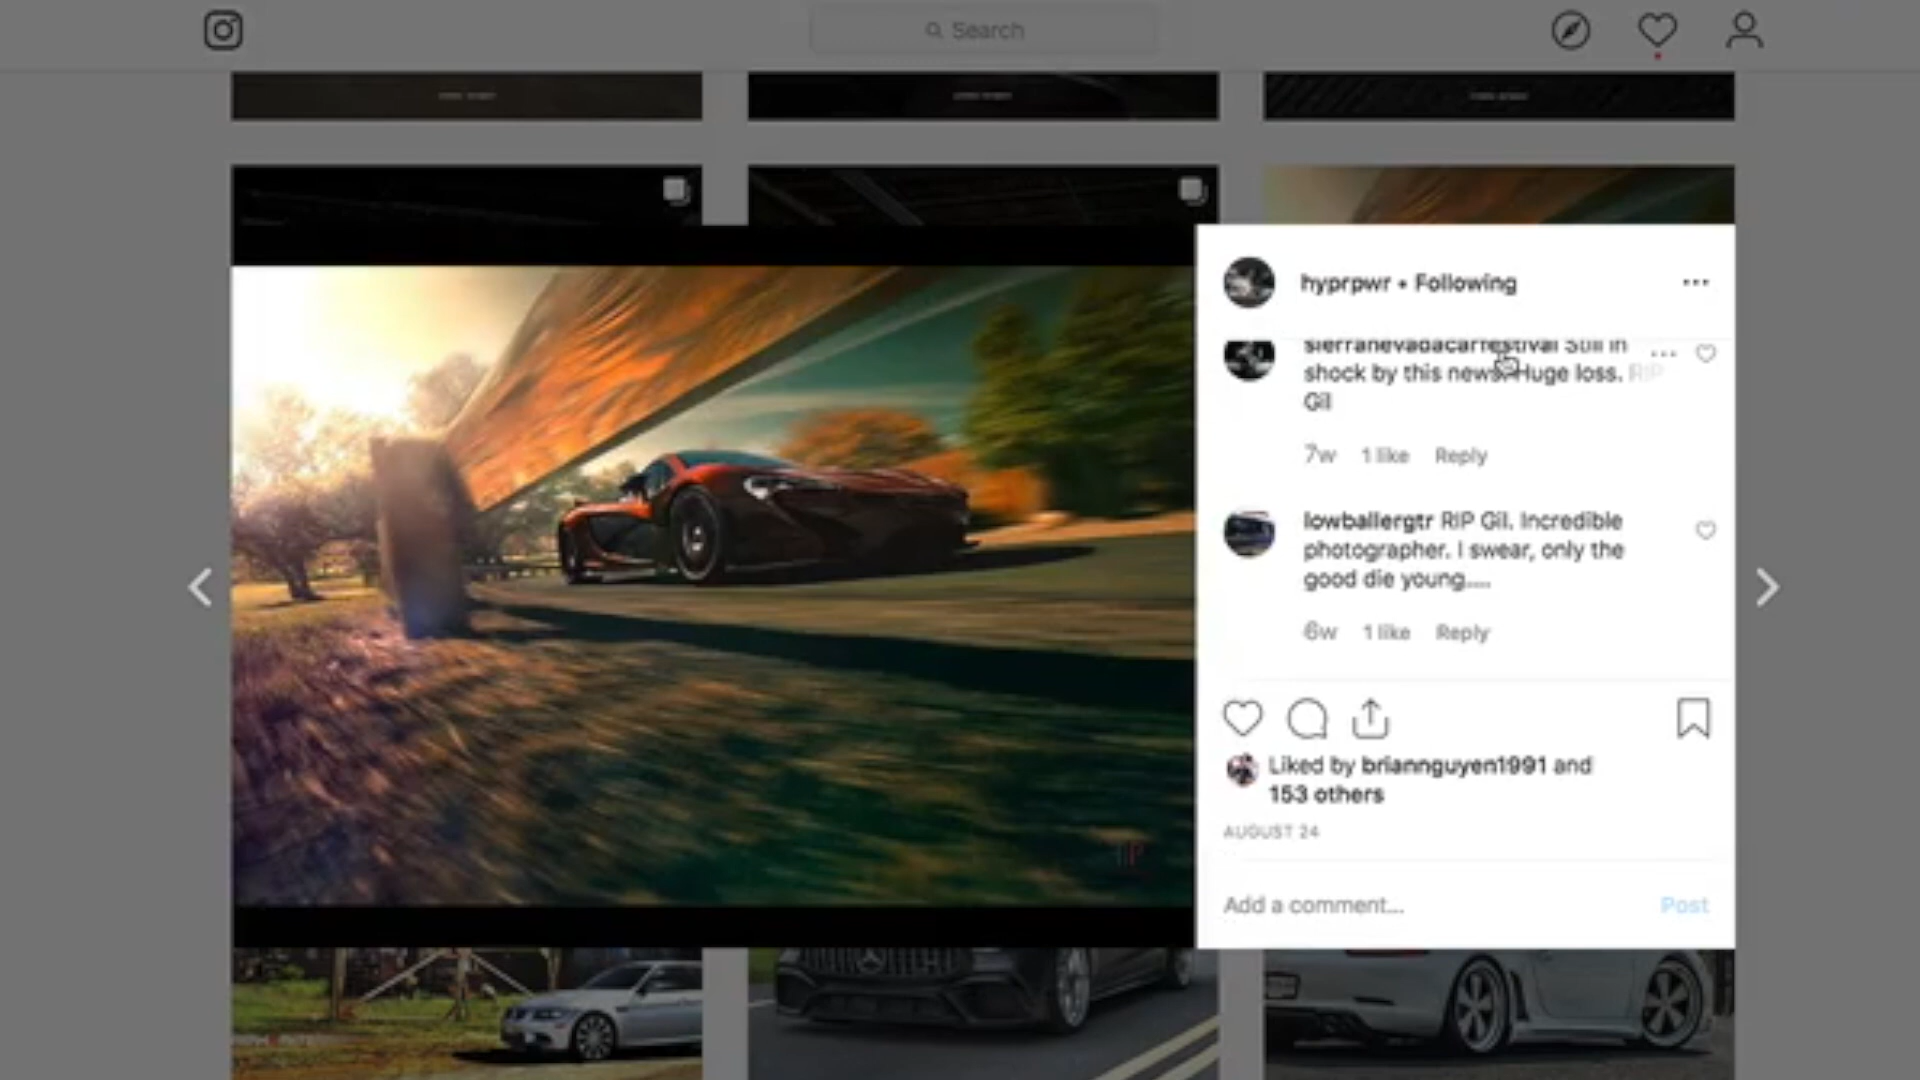 Search
hyprpwr • Following
sierranevadacarfestival Still in
shock by this news. Huge loss. RIP
Gil
7w 1 like Reply
lowballergtr RIP Gil. Incredible
photographer. I swear, only the
good die young.....
6w 1 like Reply
Liked by briannguyen1991 and
153 others
AUGUST 24
Add a comment... Post